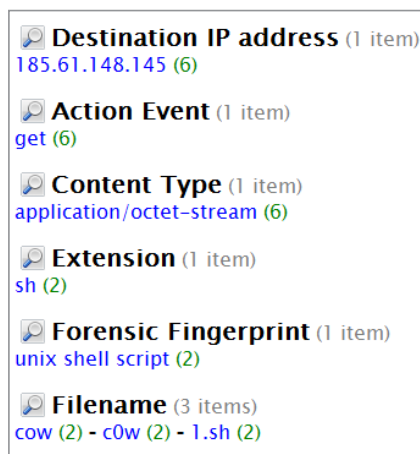 Destination IP address (1 item)
185.61.148.145 (6)
Action Event (1 item)
get (6)
Content Type (1 item)
application/octet-stream (6)
Extension (1 item)
sh (2)
Forensic Fingerprint (1 item)
unix shell script (2)
Filename (3 items)
cow (2) - c0w (2) - 1.sh (2)